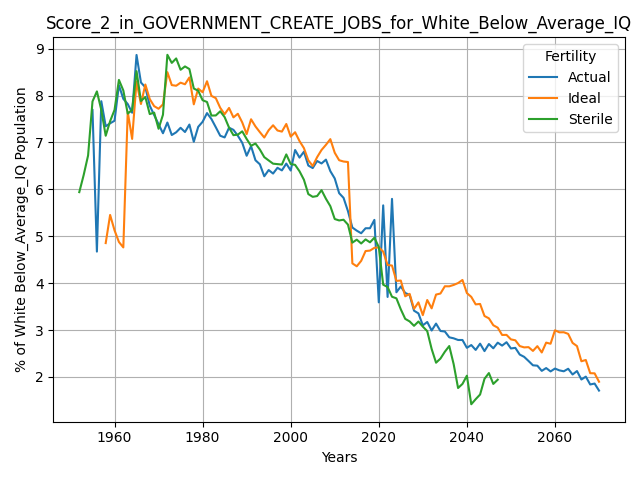 Score_2_in_GOVERNMENT_CREATE_JOBS_for_White_Below_Average_IQ
Fertility
Actual
Ideal
Sterile
% of White Below_Average_IQ Population
9
8
7
6
5
4
3
2
1960
1980
2000
2020
2040
2060
Years